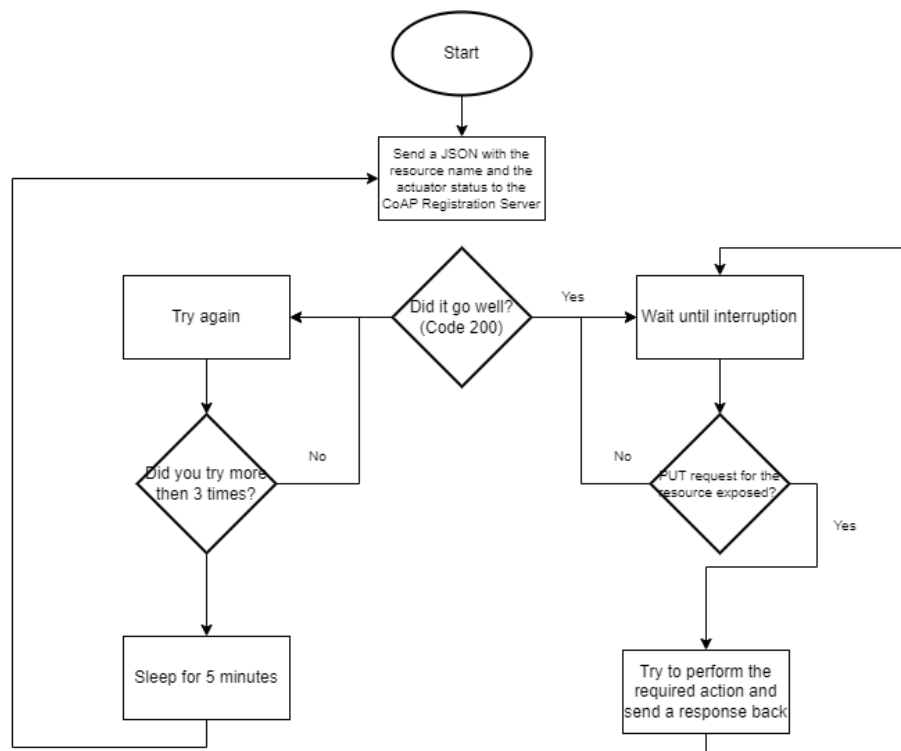 Start
Send a JSON with the
resource name and the
actuator status to the
CoAP Registration Server
Try again
Did it go well?
(Code 200)
Yes
Wait until interruption
Did you try more
then 3 times?
No
No
PUT request for the
resource exposed?
Yes
Sleep for 5 minutes
Try to perform the
required action and
send a response back